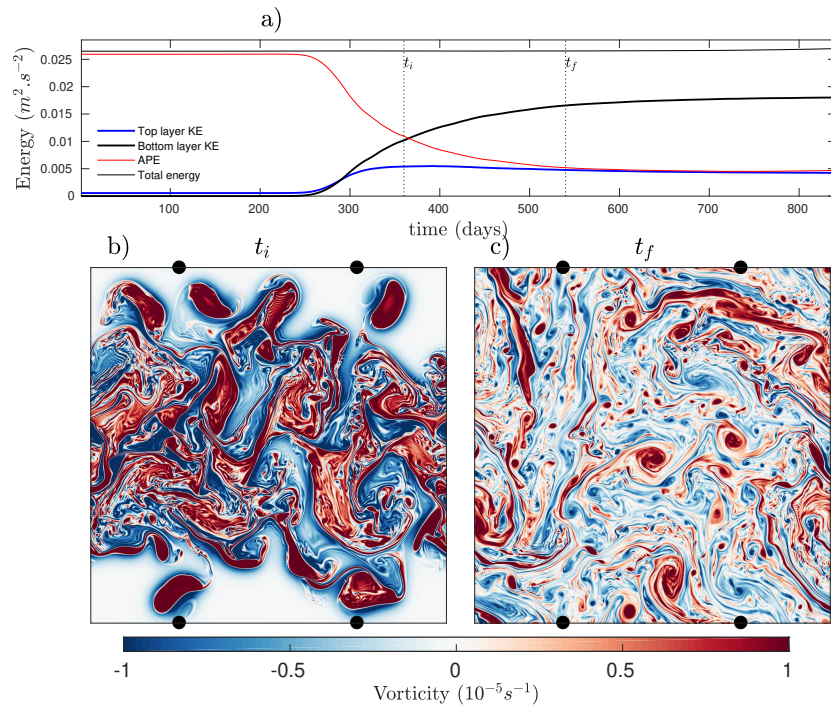 a)
Energy (m².s⁻²)
0.025
0.02
0.015
0.01
0.005
0
t_i
t_f
Top layer KE
Bottom layer KE
APE
Total energy
100 200 300 400 500 600 700 800
time (days)
b) t_i c) t_f
-1 -0.5 0 0.5 1
Vorticity (10⁻⁵s⁻¹)